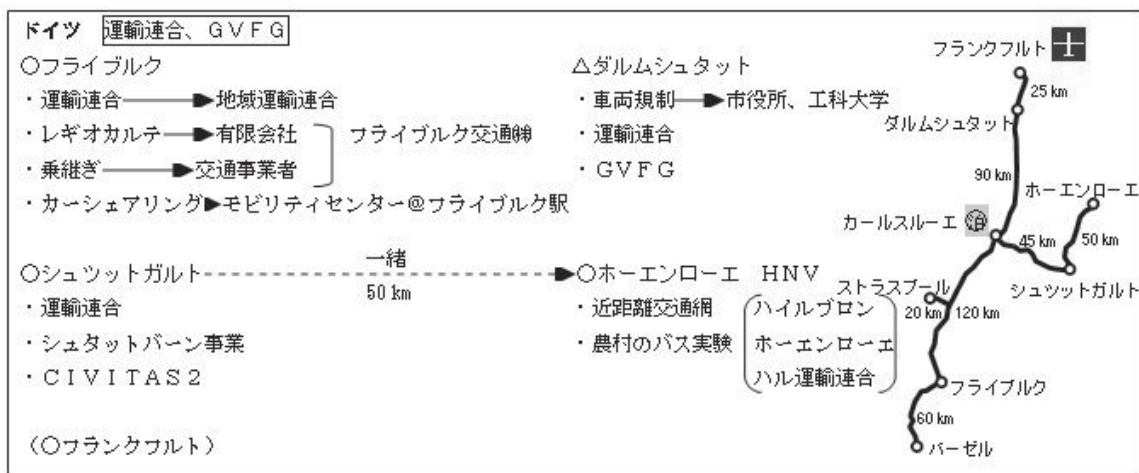 ドイツ 運輸連合、GVFG
○フライブルク
・運輸連合→地域運輸連合
・レギオカルテ→有限会社
・乗継ぎ→交通事業者
フライブルク交通㈱
・カーシェアリング▶モビリティセンター@フライブルク駅
△ダルムシュタット
・車両規制→市役所、工科大学
・運輸連合
・GVFG
○シュツットガルト
一緒
50 km
・運輸連合
・シュタットバーン事業
・CIVITAS2
○ホーエンローエ HNV
・近距離交通網
・農村のバス実験
ハイルブロン
ホーエンローエ
ハル運輸連合
(○フランクフルト)
フランクフルト
25 km
ダルムシュタット
90 km
ホーエンローエ
カールスルーエ 泊
45 km
50 km
シュツットガルト
ストラスブール
20 km
120 km
フライブルク
60 km
バーゼル